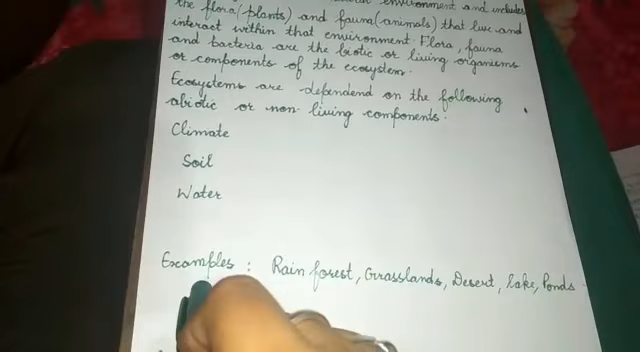 environment and includes
the flora (plants) and fauna (animals) that live and
interact within that environment. Flora, fauna
and bacteria are the biotic or living organisms
or components of the ecosystem.
Ecosystems are dependend on the following
abiotic or non-living components.
Climate
Soil
Water
Examples : Rain forest, Grasslands, Desert, lake, Ponds